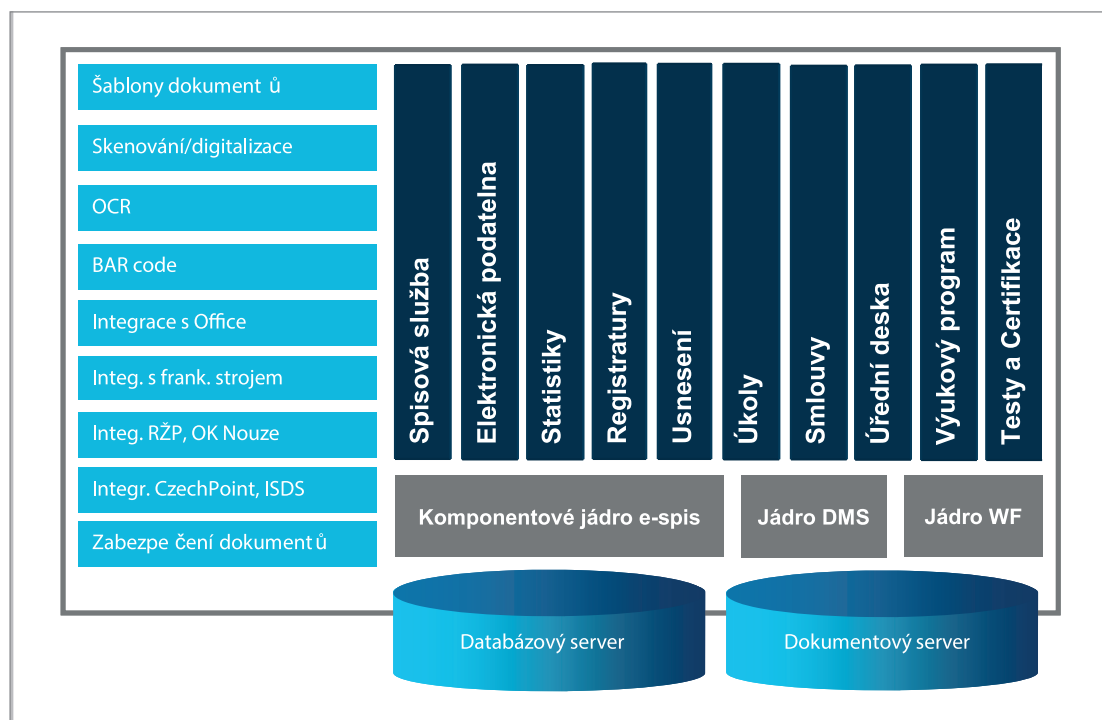 Šablony dokument ů
Skenování/digitalizace
OCR
BAR code
Integrace s Office
Integ. s frank. strojem
Integ. RŽP, OK Nouze
Integr. CzechPoint, ISDS
Zabezpe čení dokument ů
Spisová služba
Elektronická podatelna
Statistiky
Registratury
Usnesení
Úkoly
Smlouvy
Úřední deska
Výukový program
Testy a Certifikace
Komponentové jádro e-spis
Jádro DMS
Jádro WF
Databázový server
Dokumentový server